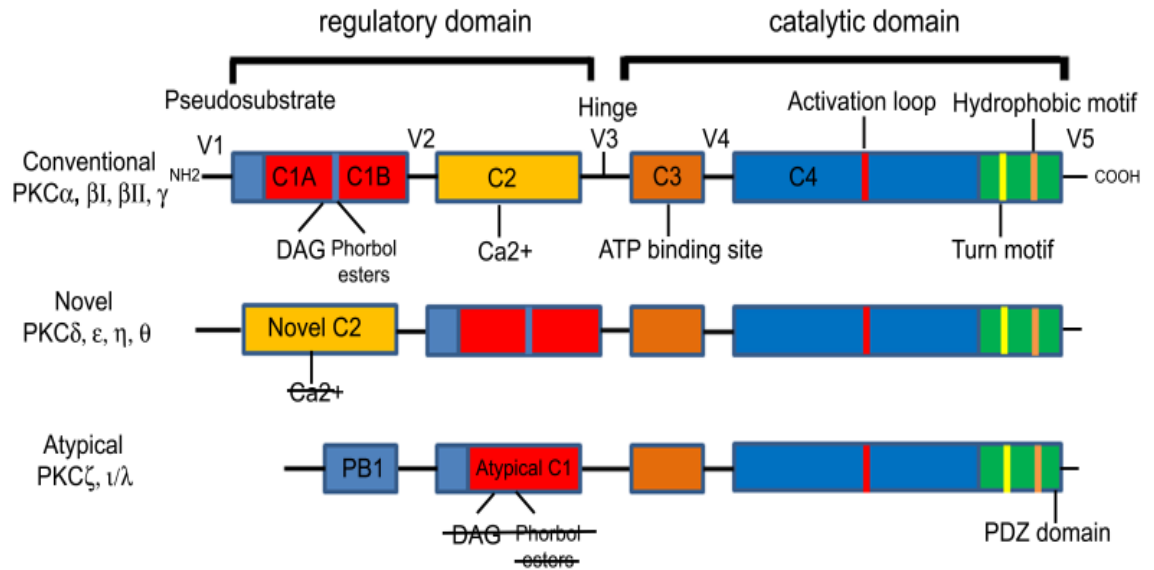 regulatory domain
catalytic domain
Pseudosubstrate
Hinge
Activation loop
Hydrophobic motif
V1
V2
V3
V4
V5
Conventional
PKCα, βI, βII, γ
NH2
C1A
C1B
C2
C3
C4
COOH
DAG
Phorbol
esters
Ca2+
ATP binding site
Turn motif
Novel
PKCδ, ε, η, θ
Novel C2
Ca2+
Atypical
PKCζ, ι/λ
PB1
Atypical C1
DAG
Phorbol
esters
PDZ domain